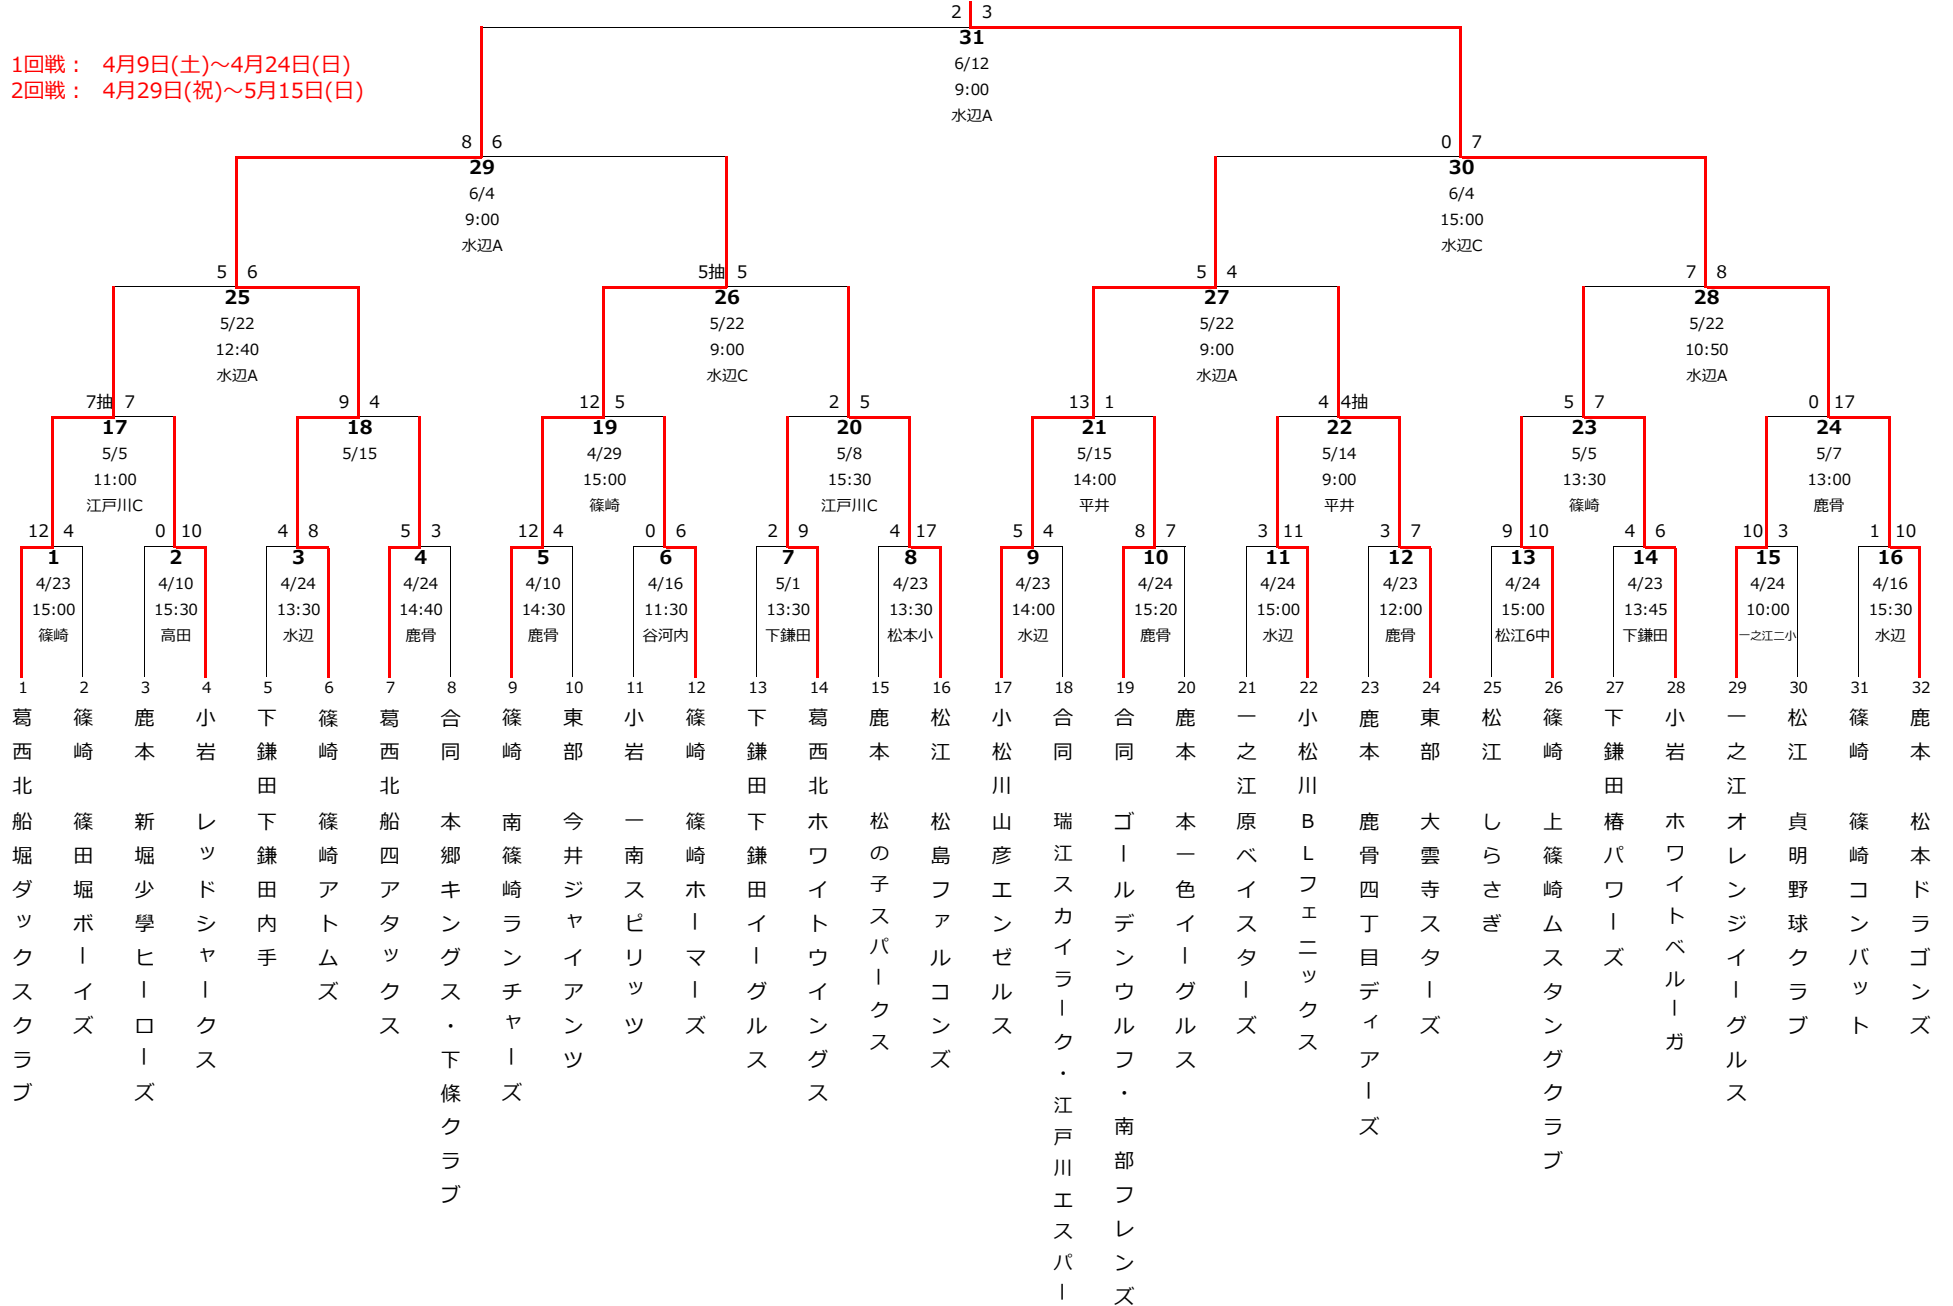 2 3
31
6/12
9:00
水辺A
1回戦： 4月9日(土)～4月24日(日)
2回戦： 4月29日(祝)～5月15日(日)
8 6
29
6/4
9:00
水辺A
0 7
30
6/4
15:00
水辺C
5 6
25
5/22
12:40
水辺A
5抽 5
26
5/22
9:00
水辺C
5 4
27
5/22
9:00
水辺A
7 8
28
5/22
10:50
水辺A
7抽 7
17
5/5
11:00
江戸川C
9 4
18
5/15
12 5
19
4/29
15:00
篠崎
2 5
20
5/8
15:30
江戸川C
13 1
21
5/15
14:00
平井
4 4抽
22
5/14
9:00
平井
5 7
23
5/5
13:30
篠崎
0 17
24
5/7
13:00
鹿骨
12 4
1
4/23
15:00
篠崎
0 10
2
4/10
15:30
高田
4 8
3
4/24
13:30
水辺
5 3
4
4/24
14:40
鹿骨
12 4
5
4/10
14:30
鹿骨
0 6
6
4/16
11:30
谷河内
2 9
7
5/1
13:30
下鎌田
4 17
8
4/23
13:30
松本小
5 4
9
4/23
14:00
水辺
8 7
10
4/24
15:20
鹿骨
3 11
11
4/24
15:00
水辺
3 7
12
4/23
12:00
鹿骨
9 10
13
4/24
15:00
松江6中
4 6
14
4/23
13:45
下鎌田
10 3
15
4/24
10:00
一之江二小
1 10
16
4/16
15:30
水辺
1 葛西北 船堀ダックスクラブ
2 篠崎 篠田堀ボーイズ
3 鹿本 新堀少學ヒーローズ
4 小岩 レッドシャークス
5 下鎌田 下鎌田内手
6 篠崎 篠崎アトムズ
7 葛西北 船四アタックス
8 合同 本郷キングス・下條クラブ
9 篠崎 南篠崎ランチャーズ
10 東部 今井ジャイアンツ
11 小岩 一南スピリッツ
12 篠崎 篠崎ホーマーズ
13 下鎌田 下鎌田イーグルス
14 葛西北 ホワイトウイングス
15 鹿本 松の子スパークス
16 松江 松島ファルコンズ
17 小松川 山彦エンゼルス
18 合同 瑞江スカイラーク・江戸川エスパー
19 合同 ゴールデンウルフ・南部フレンズ
20 鹿本 本一色イーグルス
21 一之江 原ベイスターズ
22 小松川 BLフェニックス
23 鹿本 鹿骨四丁目ディアーズ
24 東部 大雲寺スターズ
25 松江 しらさぎ
26 篠崎 上篠崎ムスタングクラブ
27 下鎌田 椿パワーズ
28 小岩 ホワイトベルーガ
29 一之江 オレンジイーグルス
30 松江 貞明野球クラブ
31 篠崎 篠崎コンバット
32 鹿本 松本ドラゴンズ